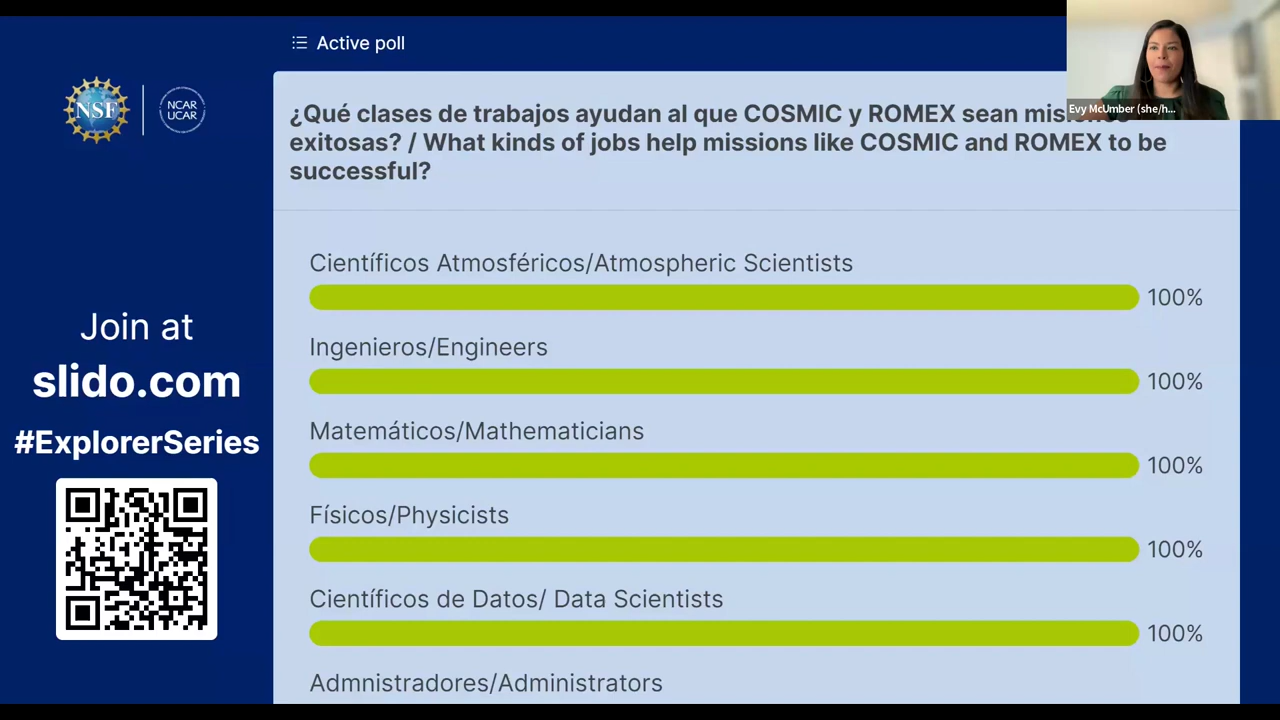 Active poll
NSF
NCAR
UCAR
Evy McUmber (she/h...
¿Qué clases de trabajos ayudan al que COSMIC y ROMEX sean
exitosas? / What kinds of jobs help missions like COSMIC and ROMEX to be
successful?
Científicos Atmosféricos/Atmospheric Scientists
100%
Ingenieros/Engineers
100%
Matemáticos/Mathematicians
100%
Físicos/Physicists
100%
Científicos de Datos/ Data Scientists
100%
Admnistradores/Administrators
Join at
slido.com
#ExplorerSeries